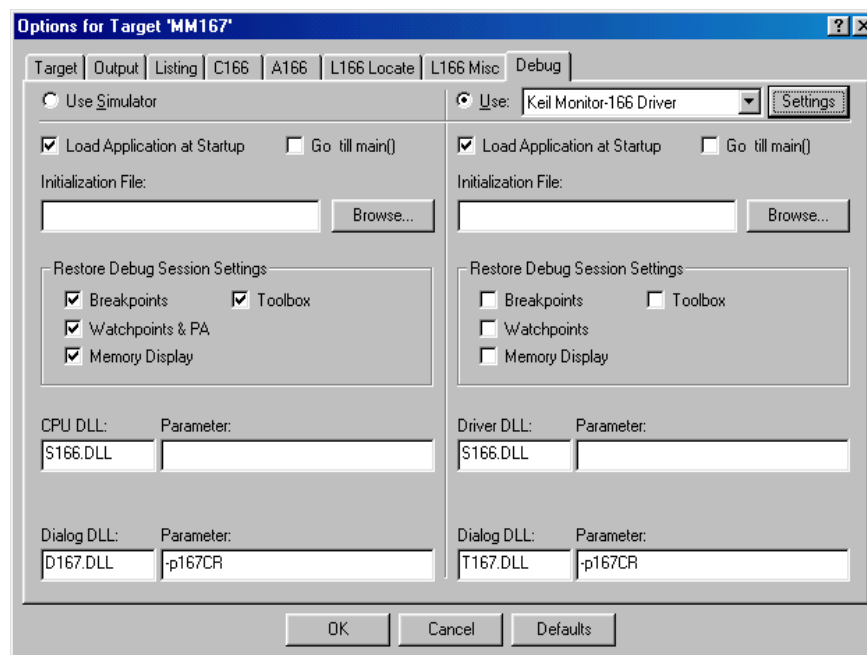 Options for Target 'MM167'
Target Output Listing C166 A166 L166 Locate L166 Misc Debug
Use Simulator
Use: Keil Monitor-166 Driver Settings
Load Application at Startup Go till main()
Load Application at Startup Go till main()
Initialization File:
Initialization File:
Browse...
Browse...
Restore Debug Session Settings
Breakpoints Toolbox
Watchpoints & PA
Memory Display
Restore Debug Session Settings
Breakpoints Toolbox
Watchpoints
Memory Display
CPU DLL: Parameter:
S166.DLL
Driver DLL: Parameter:
S166.DLL
Dialog DLL: Parameter:
D167.DLL -p167CR
Dialog DLL: Parameter:
T167.DLL -p167CR
OK Cancel Defaults